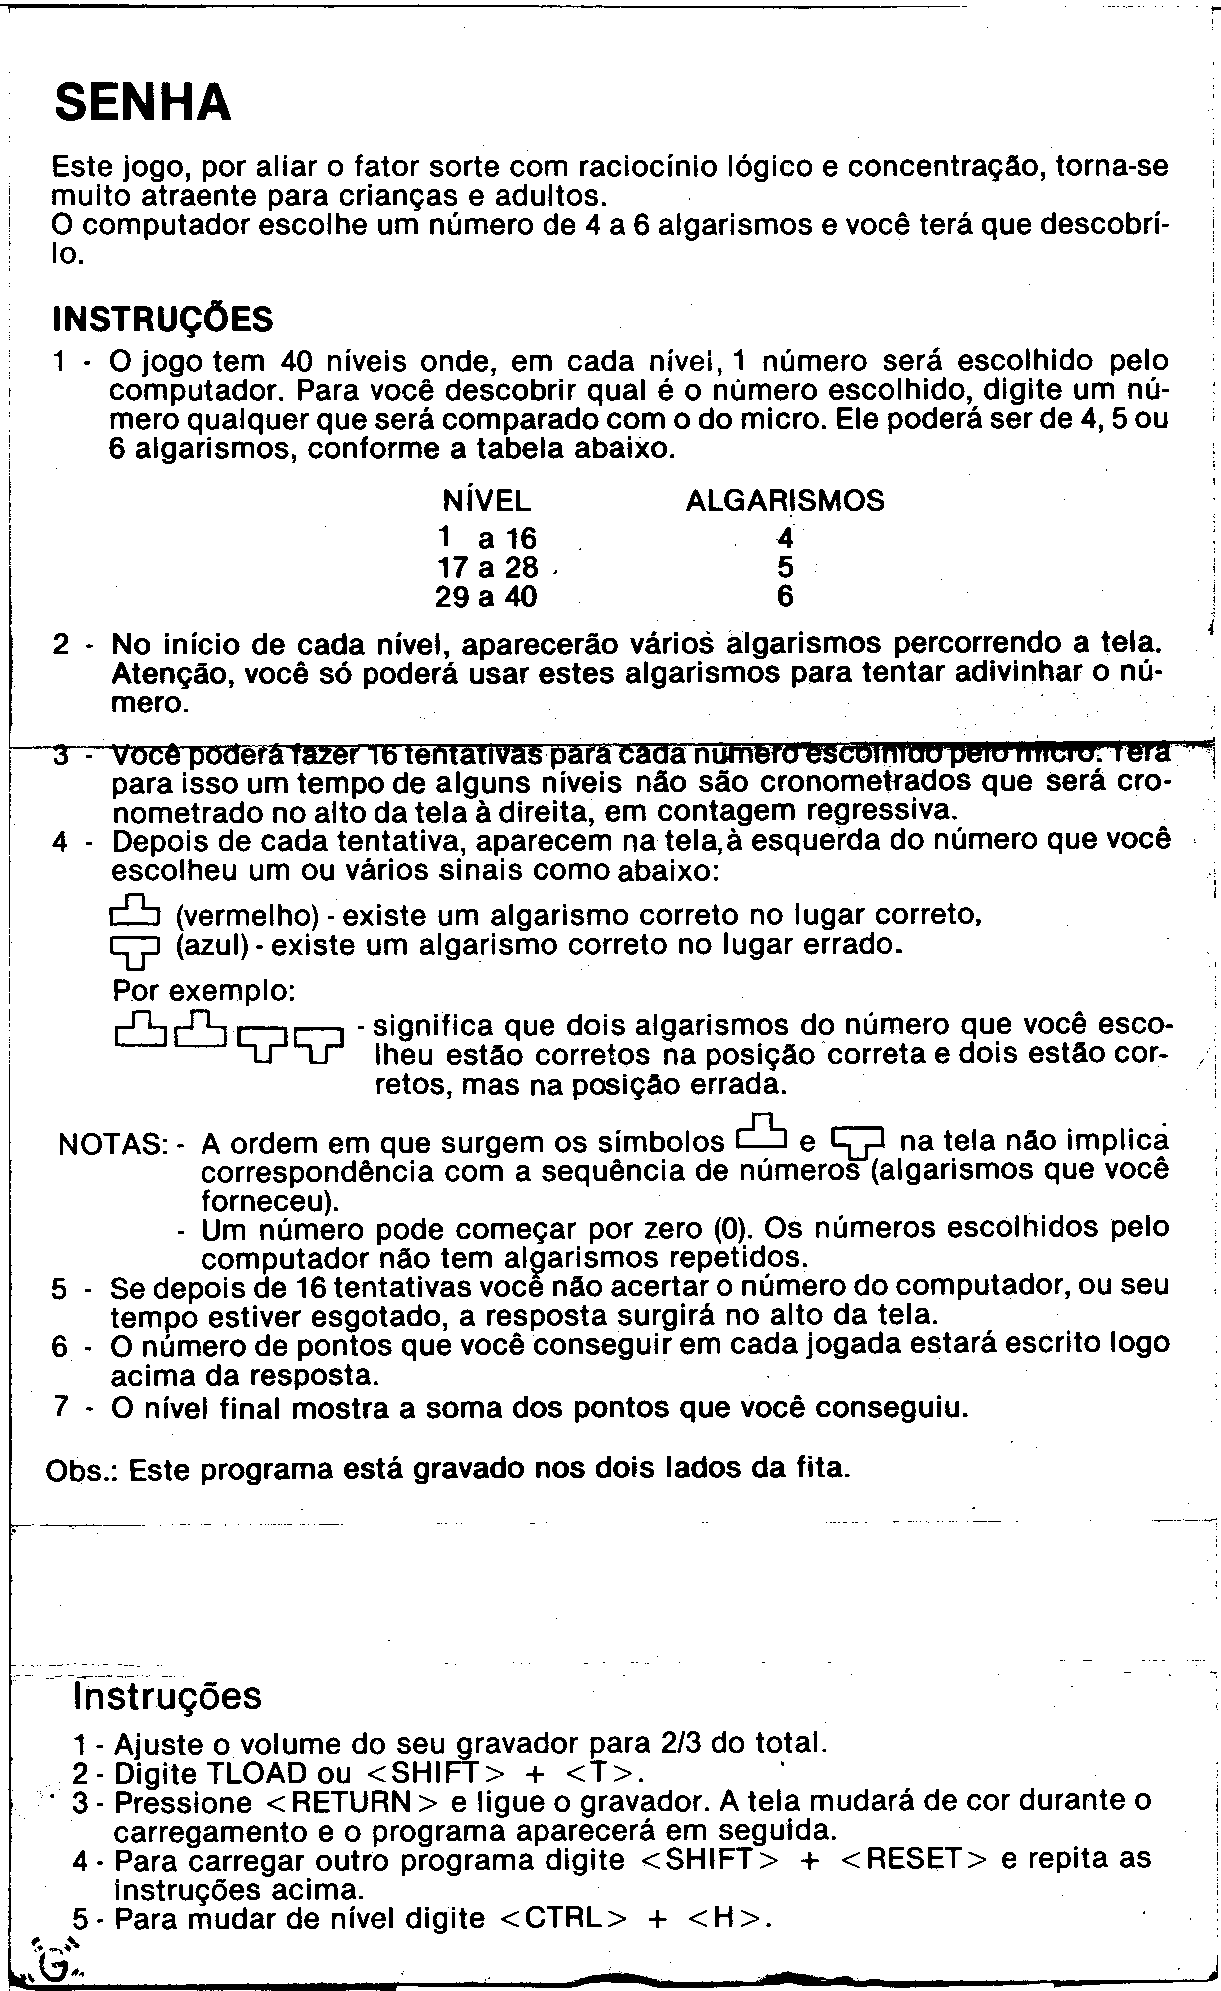 SENHA
Este jogo, por aliar o fator sorte com raciocínio lógico e concentração, torna-se
muito atraente para crianças e adultos.
O computador escolhe um número de 4 a 6 algarismos e você terá que descobrí-
lo.
INSTRUÇÕES
1 - O jogo tem 40 níveis onde, em cada nível, 1 número será escolhido pelo
computador. Para você descobrir qual é o número escolhido, digite um nú-
mero qualquer que será comparado com o do micro. Ele poderá ser de 4, 5 ou
6 algarismos, conforme a tabela abaixo.
NÍVEL ALGARISMOS
1 a 16 4
17 a 28 5
29 a 40 6
2 - No início de cada nível, aparecerão vários algarismos percorrendo a tela.
Atenção, você só poderá usar estes algarismos para tentar adivinhar o nú-
mero.
3 - Você poderá fazer 16 tentativas para cada número escolhido pelo micro. Terá
para isso um tempo de alguns níveis não são cronometrados que será cro-
nometrado no alto da tela à direita, em contagem regressiva.
4 - Depois de cada tentativa, aparecem na tela, à esquerda do número que você
escolheu um ou vários sinais como abaixo:
(vermelho) - existe um algarismo correto no lugar correto,
(azul) - existe um algarismo correto no lugar errado.
Por exemplo:
- significa que dois algarismos do número que você esco-
lheu estão corretos na posição correta e dois estão cor-
retos, mas na posição errada.
NOTAS: - A ordem em que surgem os símbolos e na tela não implica
correspondência com a sequência de números (algarismos que você
forneceu).
- Um número pode começar por zero (0). Os números escolhidos pelo
computador não tem algarismos repetidos.
5 - Se depois de 16 tentativas você não acertar o número do computador, ou seu
tempo estiver esgotado, a resposta surgirá no alto da tela.
6 - O número de pontos que você conseguir em cada jogada estará escrito logo
acima da resposta.
7 - O nível final mostra a soma dos pontos que você conseguiu.
Obs.: Este programa está gravado nos dois lados da fita.
Instruções
1 - Ajuste o volume do seu gravador para 2/3 do total.
2 - Digite TLOAD ou <SHIFT> + <T>.
3 - Pressione <RETURN> e ligue o gravador. A tela mudará de cor durante o
carregamento e o programa aparecerá em seguida.
4 - Para carregar outro programa digite <SHIFT> + <RESET> e repita as
instruções acima.
5 - Para mudar de nível digite <CTRL> + <H>.
"G"